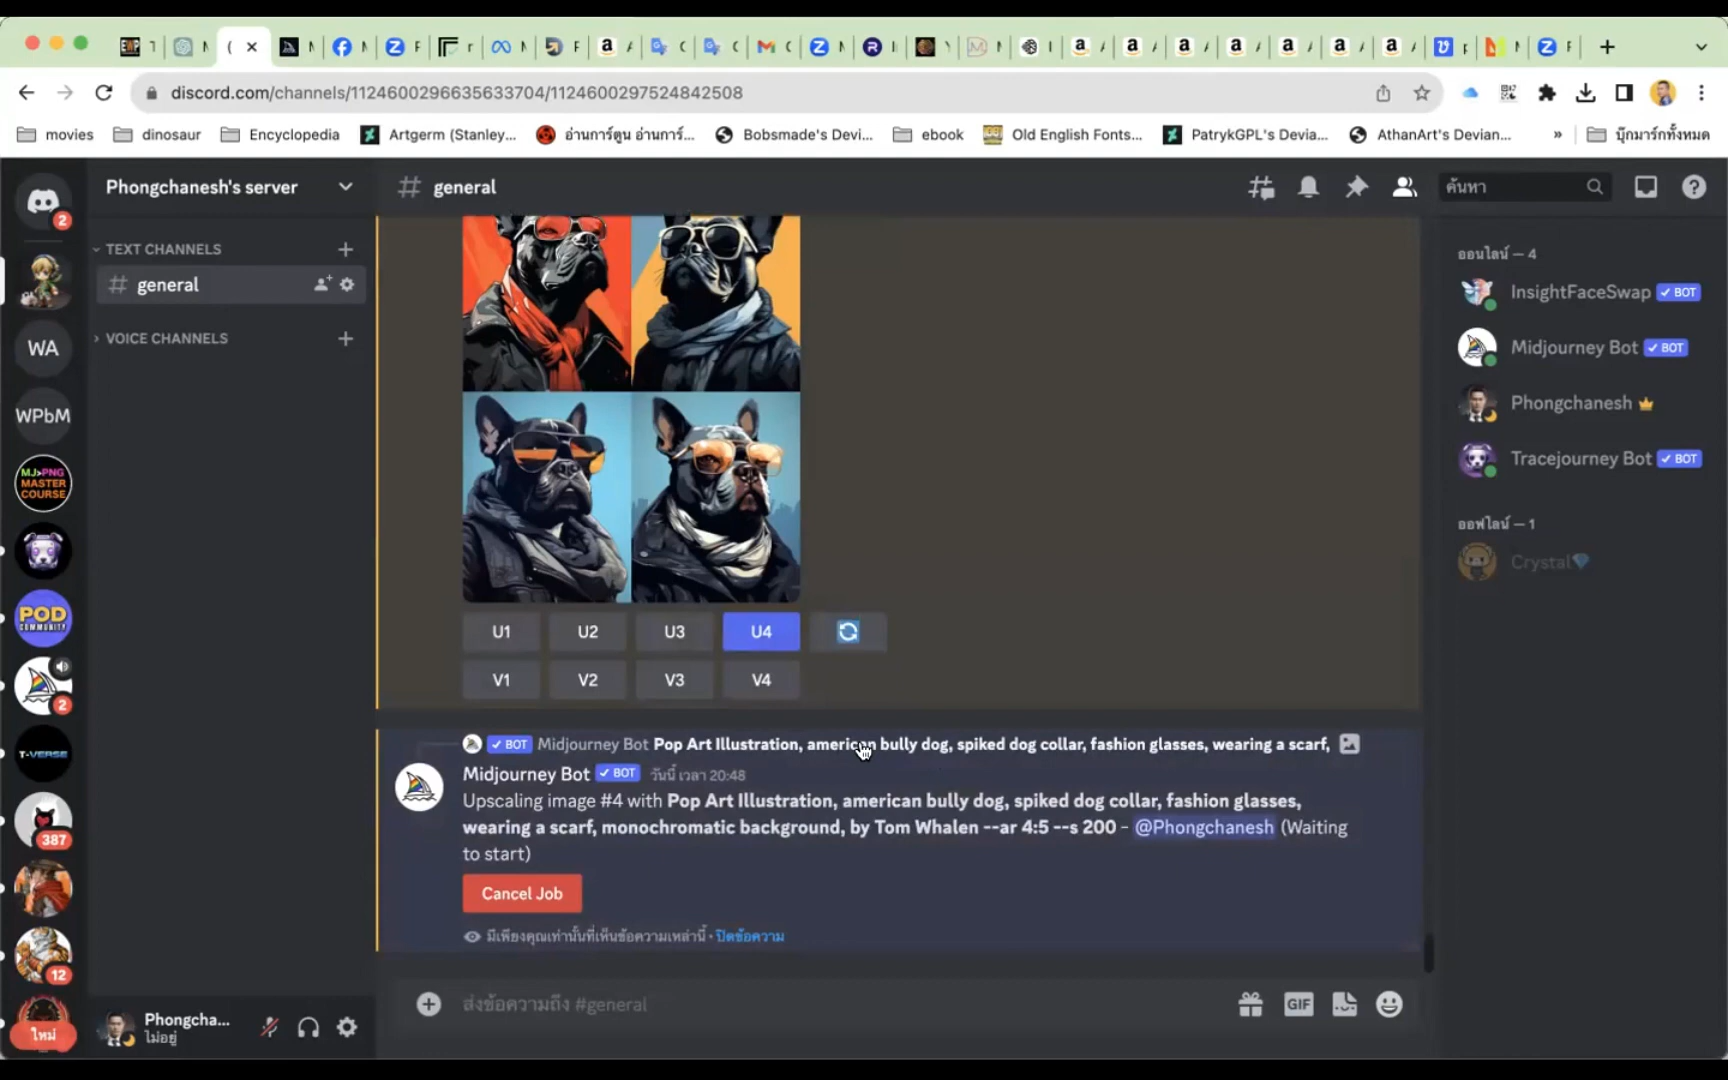 discord.com/channels/1124600296635633704/1124600297524842508
movies
dinosaur
Encyclopedia
Artgerm (Stanley...
อ่านการ์ตูน อ่านการ์...
Bobsmade's Devi...
ebook
Old English Fonts...
PatrykGPL's Devia...
AthanArt's Devian...
»
บุ๊กมาร์กทั้งหมด
2
Phongchanesh's server
# general
ค้นหา
TEXT CHANNELS
# general
VOICE CHANNELS
WA
WPbM
MJ>PNG
MASTER
COURSE
POD
COMMUNITY
2
T-VERSE
387
12
ใหม่
U1
U2
U3
U4
V1
V2
V3
V4
✓ BOT Midjourney Bot Pop Art Illustration, american bully dog, spiked dog collar, fashion glasses, wearing a scarf,
Midjourney Bot ✓ BOT วันนี้ เวลา 20:48
Upscaling image #4 with Pop Art Illustration, american bully dog, spiked dog collar, fashion glasses,
wearing a scarf, monochromatic background, by Tom Whalen --ar 4:5 --s 200 - @Phongchanesh (Waiting
to start)
Cancel Job
มีเพียงคุณเท่านั้นที่เห็นข้อความเหล่านี้ • ปิดข้อความ
ส่งข้อความถึง #general
GIF
Phongcha...
ไม่อยู่
ออนไลน์ — 4
InsightFaceSwap ✓ BOT
Midjourney Bot ✓ BOT
Phongchanesh
Tracejourney Bot ✓ BOT
ออฟไลน์ — 1
Crystal💎